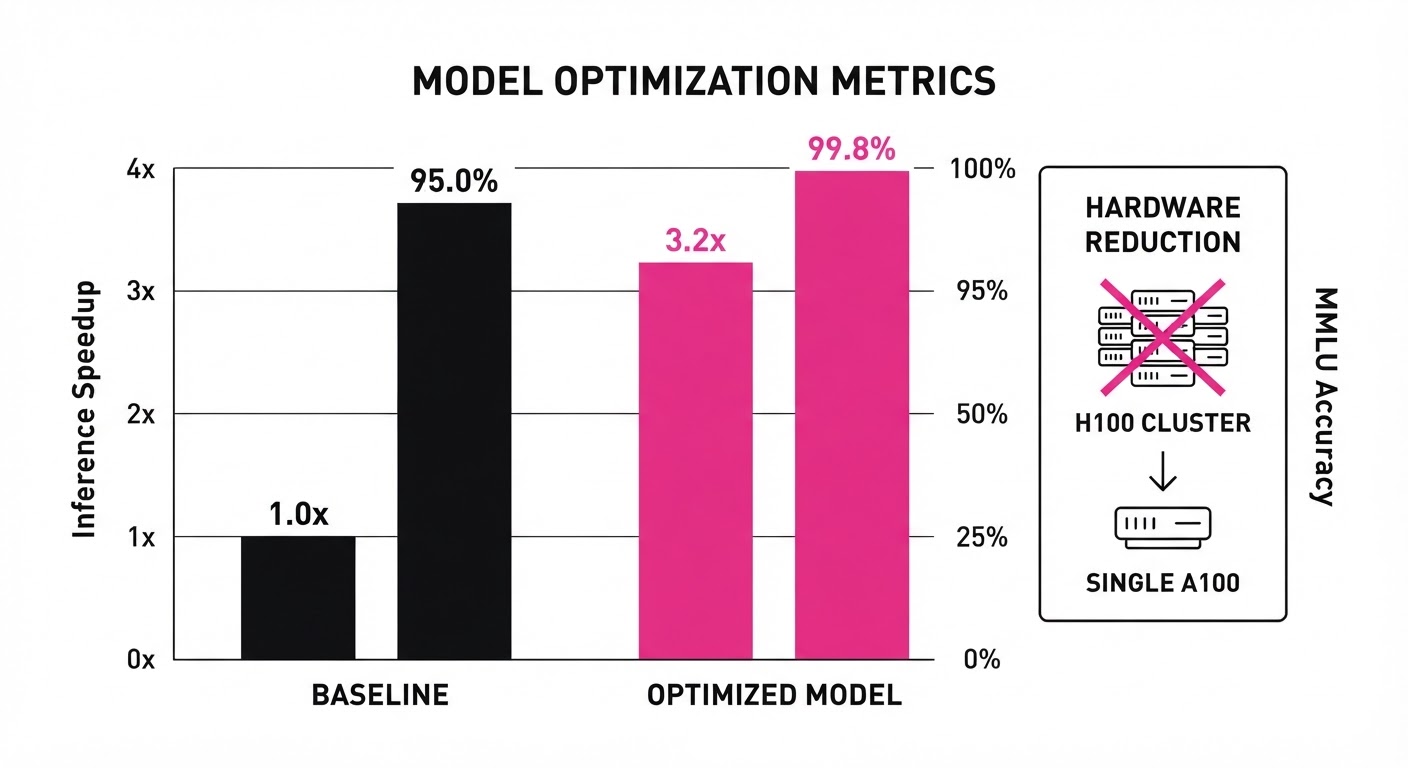 MODEL OPTIMIZATION METRICS
Inference Speedup
4x
3x
2x
1x
0x
1.0x
95.0%
3.2x
99.8%
BASELINE
OPTIMIZED MODEL
100%
95%
50%
25%
0%
HARDWARE
REDUCTION
H100 CLUSTER
SINGLE A100
MMLU Accuracy